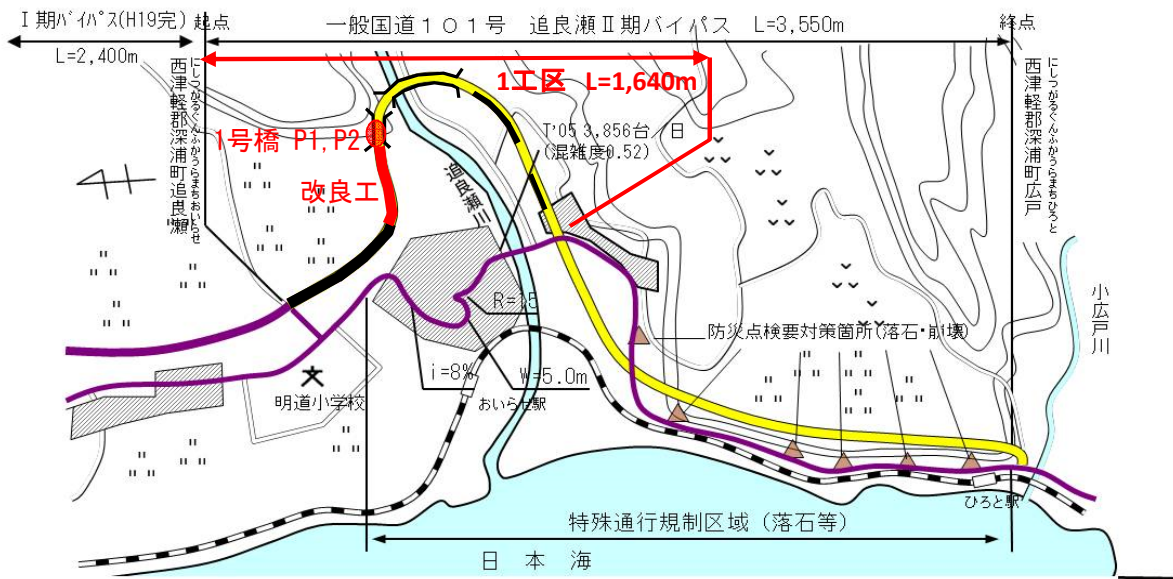 Ⅰ期バイパス(H19完)
起点
一般国道１０１号　追良瀬Ⅱ期バイパス　L=3,550m
終点
L=2,400m
1工区 L=1,640m
西津軽郡深浦町追良瀬
にしつがるぐんふかうらまちおいらせ
西津軽郡深浦町広戸
にしつがるぐんふかうらまちひろと
T'05 3,856台／日
(混雑度0.52)
1号橋 P1, P2
改良工
追良瀬川
小広戸川
R=15
防災点検要対策箇所(落石・崩壊)
i=8%
W=5.0m
明道小学校
おいらせ駅
ひろと駅
特殊通行規制区域（落石等）
日 本 海